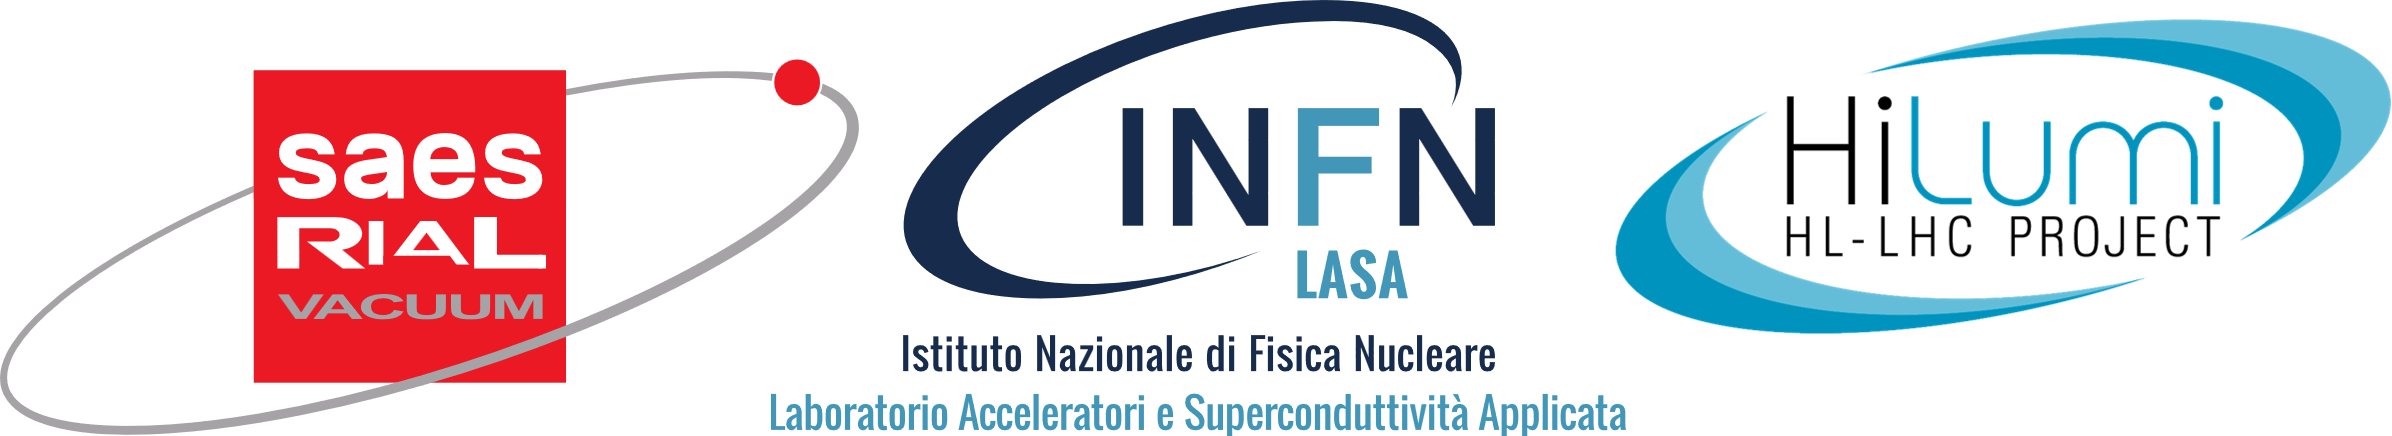 saes
RIAL
VACUUM
INFN
LASA
Istituto Nazionale di Fisica Nucleare
Laboratorio Acceleratori e Superconduttività Applicata
HiLumi
HL-LHC PROJECT